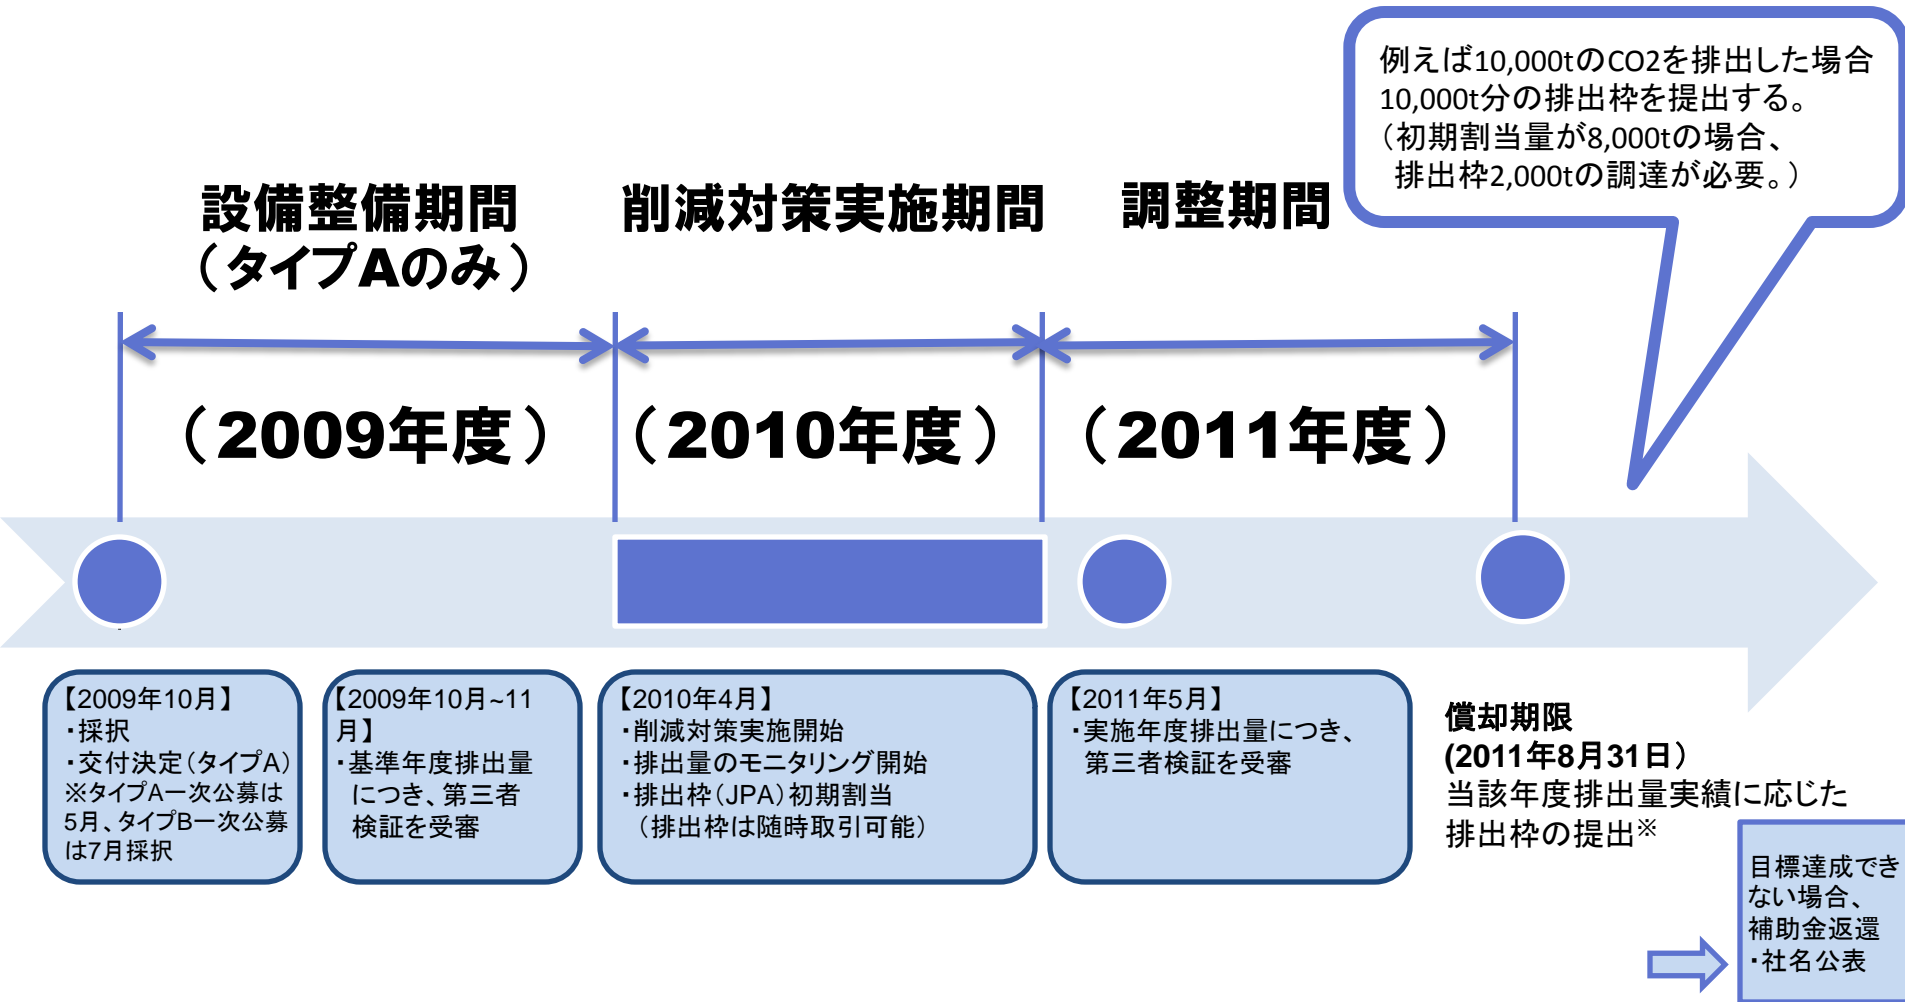 例えば10,000tのCO2を排出した場合
10,000t分の排出枠を提出する。
（初期割当量が8,000tの場合、
排出枠2,000tの調達が必要。）
設備整備期間
（タイプAのみ）
削減対策実施期間
調整期間
（2009年度）
（2010年度）
（2011年度）
【2009年10月】
・採択
・交付決定（タイプA）
※タイプA一次公募は
5月、タイプB一次公募
は7月採択
【2009年10月~11
月】
・基準年度排出量
につき、第三者
検証を受審
【2010年4月】
・削減対策実施開始
・排出量のモニタリング開始
・排出枠（JPA）初期割当
（排出枠は随時取引可能）
【2011年5月】
・実施年度排出量につき、
第三者検証を受審
償却期限
(2011年8月31日）
当該年度排出量実績に応じた
排出枠の提出※
目標達成でき
ない場合、
補助金返還
・社名公表